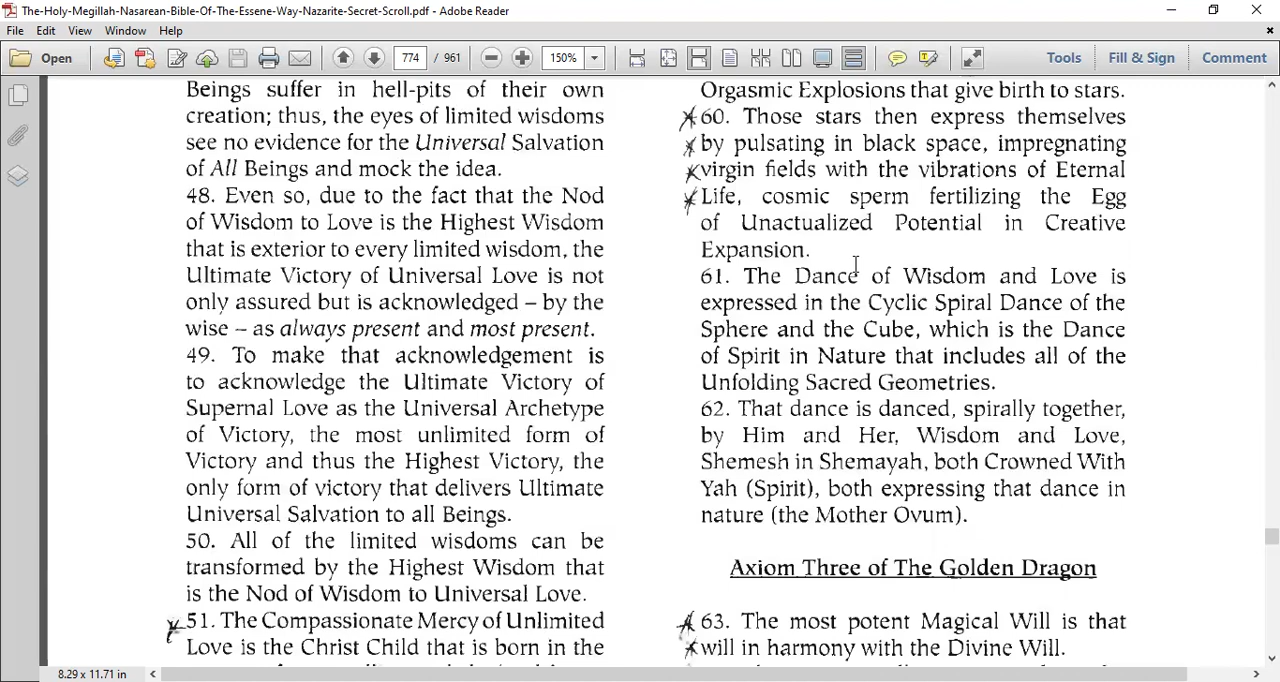 The-Holy-Megillah-Nasarean-Bible-Of-The-Essene-Way-Nazarite-Secret-Scroll.pdf - Adobe Reader
File Edit View Window Help
Open 774 / 961 150% Tools Fill & Sign Comment
Beings suffer in hell-pits of their own
creation; thus, the eyes of limited wisdoms
see no evidence for the Universal Salvation
of All Beings and mock the idea.
48. Even so, due to the fact that the Nod
of Wisdom to Love is the Highest Wisdom
that is exterior to every limited wisdom, the
Ultimate Victory of Universal Love is not
only assured but is acknowledged – by the
wise – as always present and most present.
49. To make that acknowledgement is
to acknowledge the Ultimate Victory of
Supernal Love as the Universal Archetype
of Victory, the most unlimited form of
Victory and thus the Highest Victory, the
only form of victory that delivers Ultimate
Universal Salvation to all Beings.
50. All of the limited wisdoms can be
transformed by the Highest Wisdom that
is the Nod of Wisdom to Universal Love.
51. The Compassionate Mercy of Unlimited
Love is the Christ Child that is born in the
Orgasmic Explosions that give birth to stars.
60. Those stars then express themselves
by pulsating in black space, impregnating
virgin fields with the vibrations of Eternal
Life, cosmic sperm fertilizing the Egg
of Unactualized Potential in Creative
Expansion.
61. The Dance of Wisdom and Love is
expressed in the Cyclic Spiral Dance of the
Sphere and the Cube, which is the Dance
of Spirit in Nature that includes all of the
Unfolding Sacred Geometries.
62. That dance is danced, spirally together,
by Him and Her, Wisdom and Love,
Shemesh in Shemayah, both Crowned With
Yah (Spirit), both expressing that dance in
nature (the Mother Ovum).
Axiom Three of The Golden Dragon
63. The most potent Magical Will is that
will in harmony with the Divine Will.
8.29 x 11.71 in